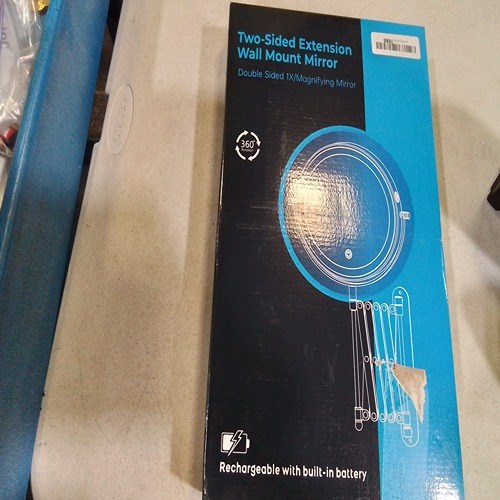 Two-Sided Extension
Wall Mount Mirror
Double Sided 1X/Magnifying Mirror
360°
Rechargeable with built-in battery